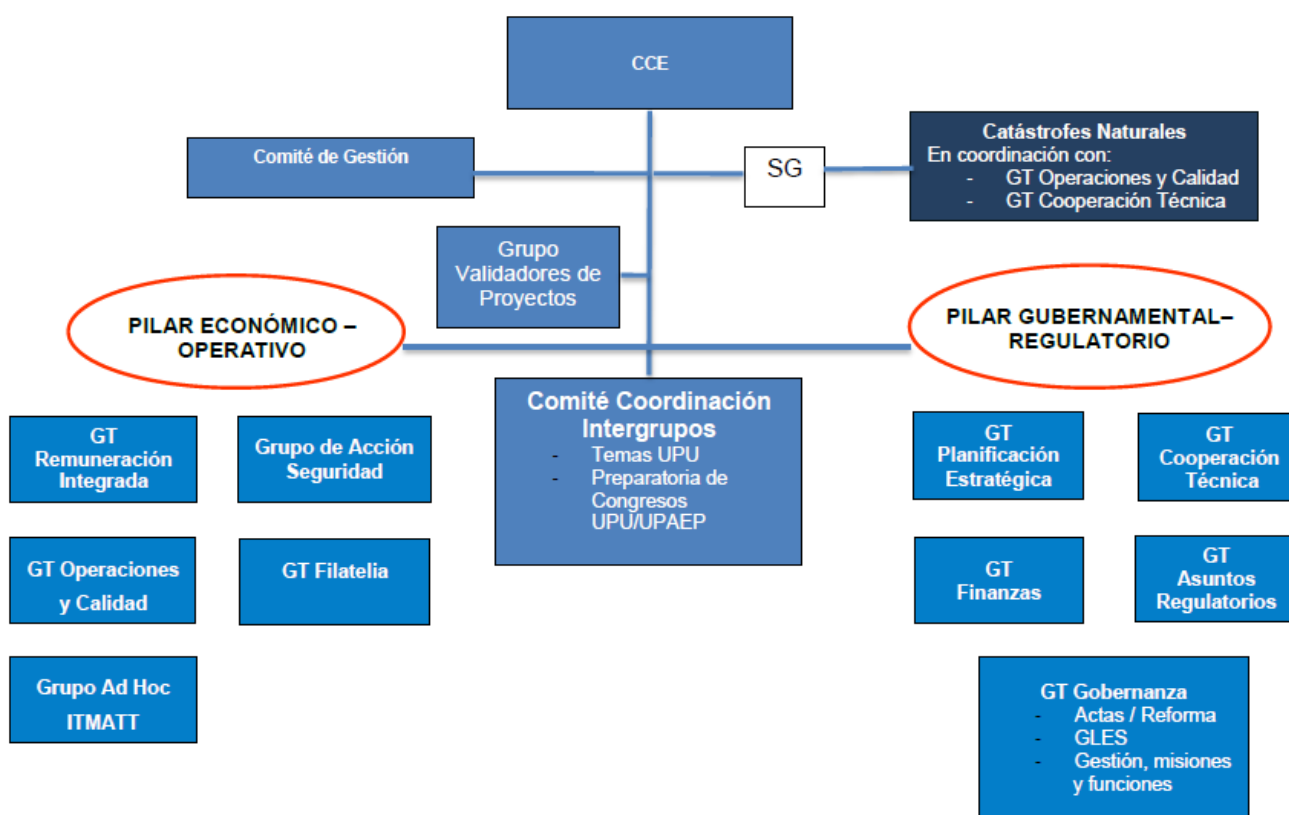 CCE
Comité de Gestión
SG
Catástrofes Naturales
En coordinación con:
- GT Operaciones y Calidad
- GT Cooperación Técnica
Grupo
Validadores de
Proyectos
PILAR ECONÓMICO –
OPERATIVO
PILAR GUBERNAMENTAL–
REGULATORIO
Comité Coordinación
Intergrupos
- Temas UPU
- Preparatoria de
Congresos
UPU/UPAEP
GT
Remuneración
Integrada
Grupo de Acción
Seguridad
GT Operaciones
y Calidad
GT Filatelia
Grupo Ad Hoc
ITMATT
GT
Planificación
Estratégica
GT
Cooperación
Técnica
GT
Finanzas
GT
Asuntos
Regulatorios
GT Gobernanza
- Actas / Reforma
- GLES
- Gestión, misiones
y funciones